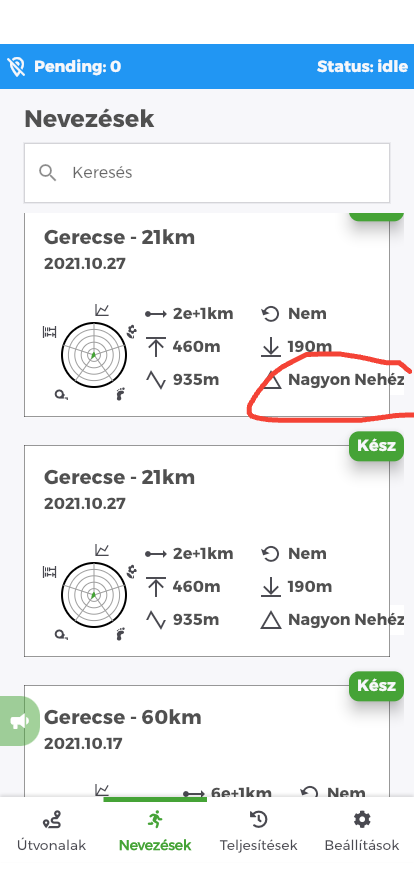 Pending: 0 Status: idle
Nevezések
Keresés
Gerecse - 21km
2021.10.27
2e+1km Nem
460m 190m
935m Nagyon Nehéz
Kész
Gerecse - 21km
2021.10.27
2e+1km Nem
460m 190m
935m Nagyon Nehéz
Kész
Gerecse - 60km
2021.10.17
6e+1km Nem
Útvonalak Nevezések Teljesítések Beállítások